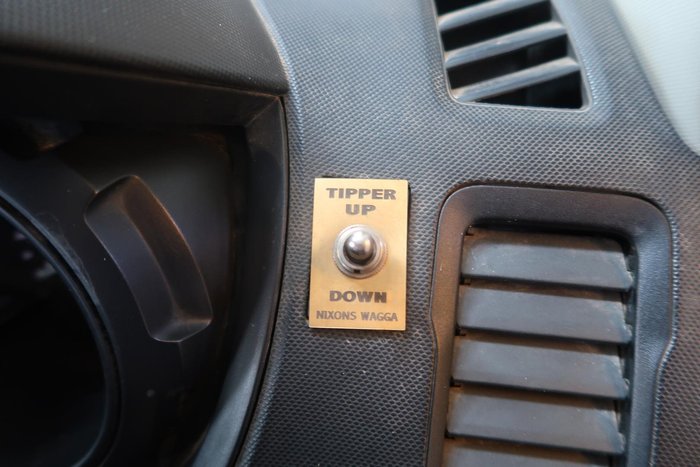 TIPPER
UP
DOWN
NIXONS WAGGA